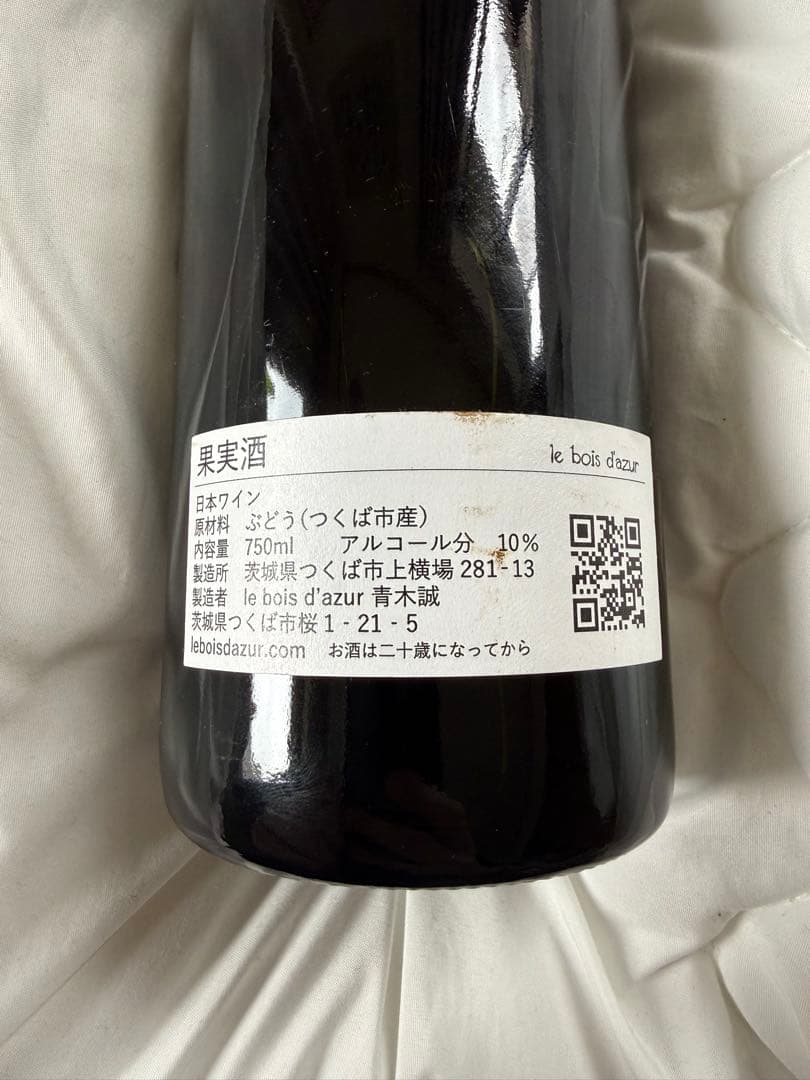 果実酒 le bois d'azur
日本ワイン
原材料 ぶどう(つくば市産)
内容量 750ml アルコール分 10%
製造所 茨城県つくば市上横場281-13
製造者 le bois d'azur 青木誠
茨城県つくば市桜1-21-5
leboisdazur.com お酒は二十歳になってから